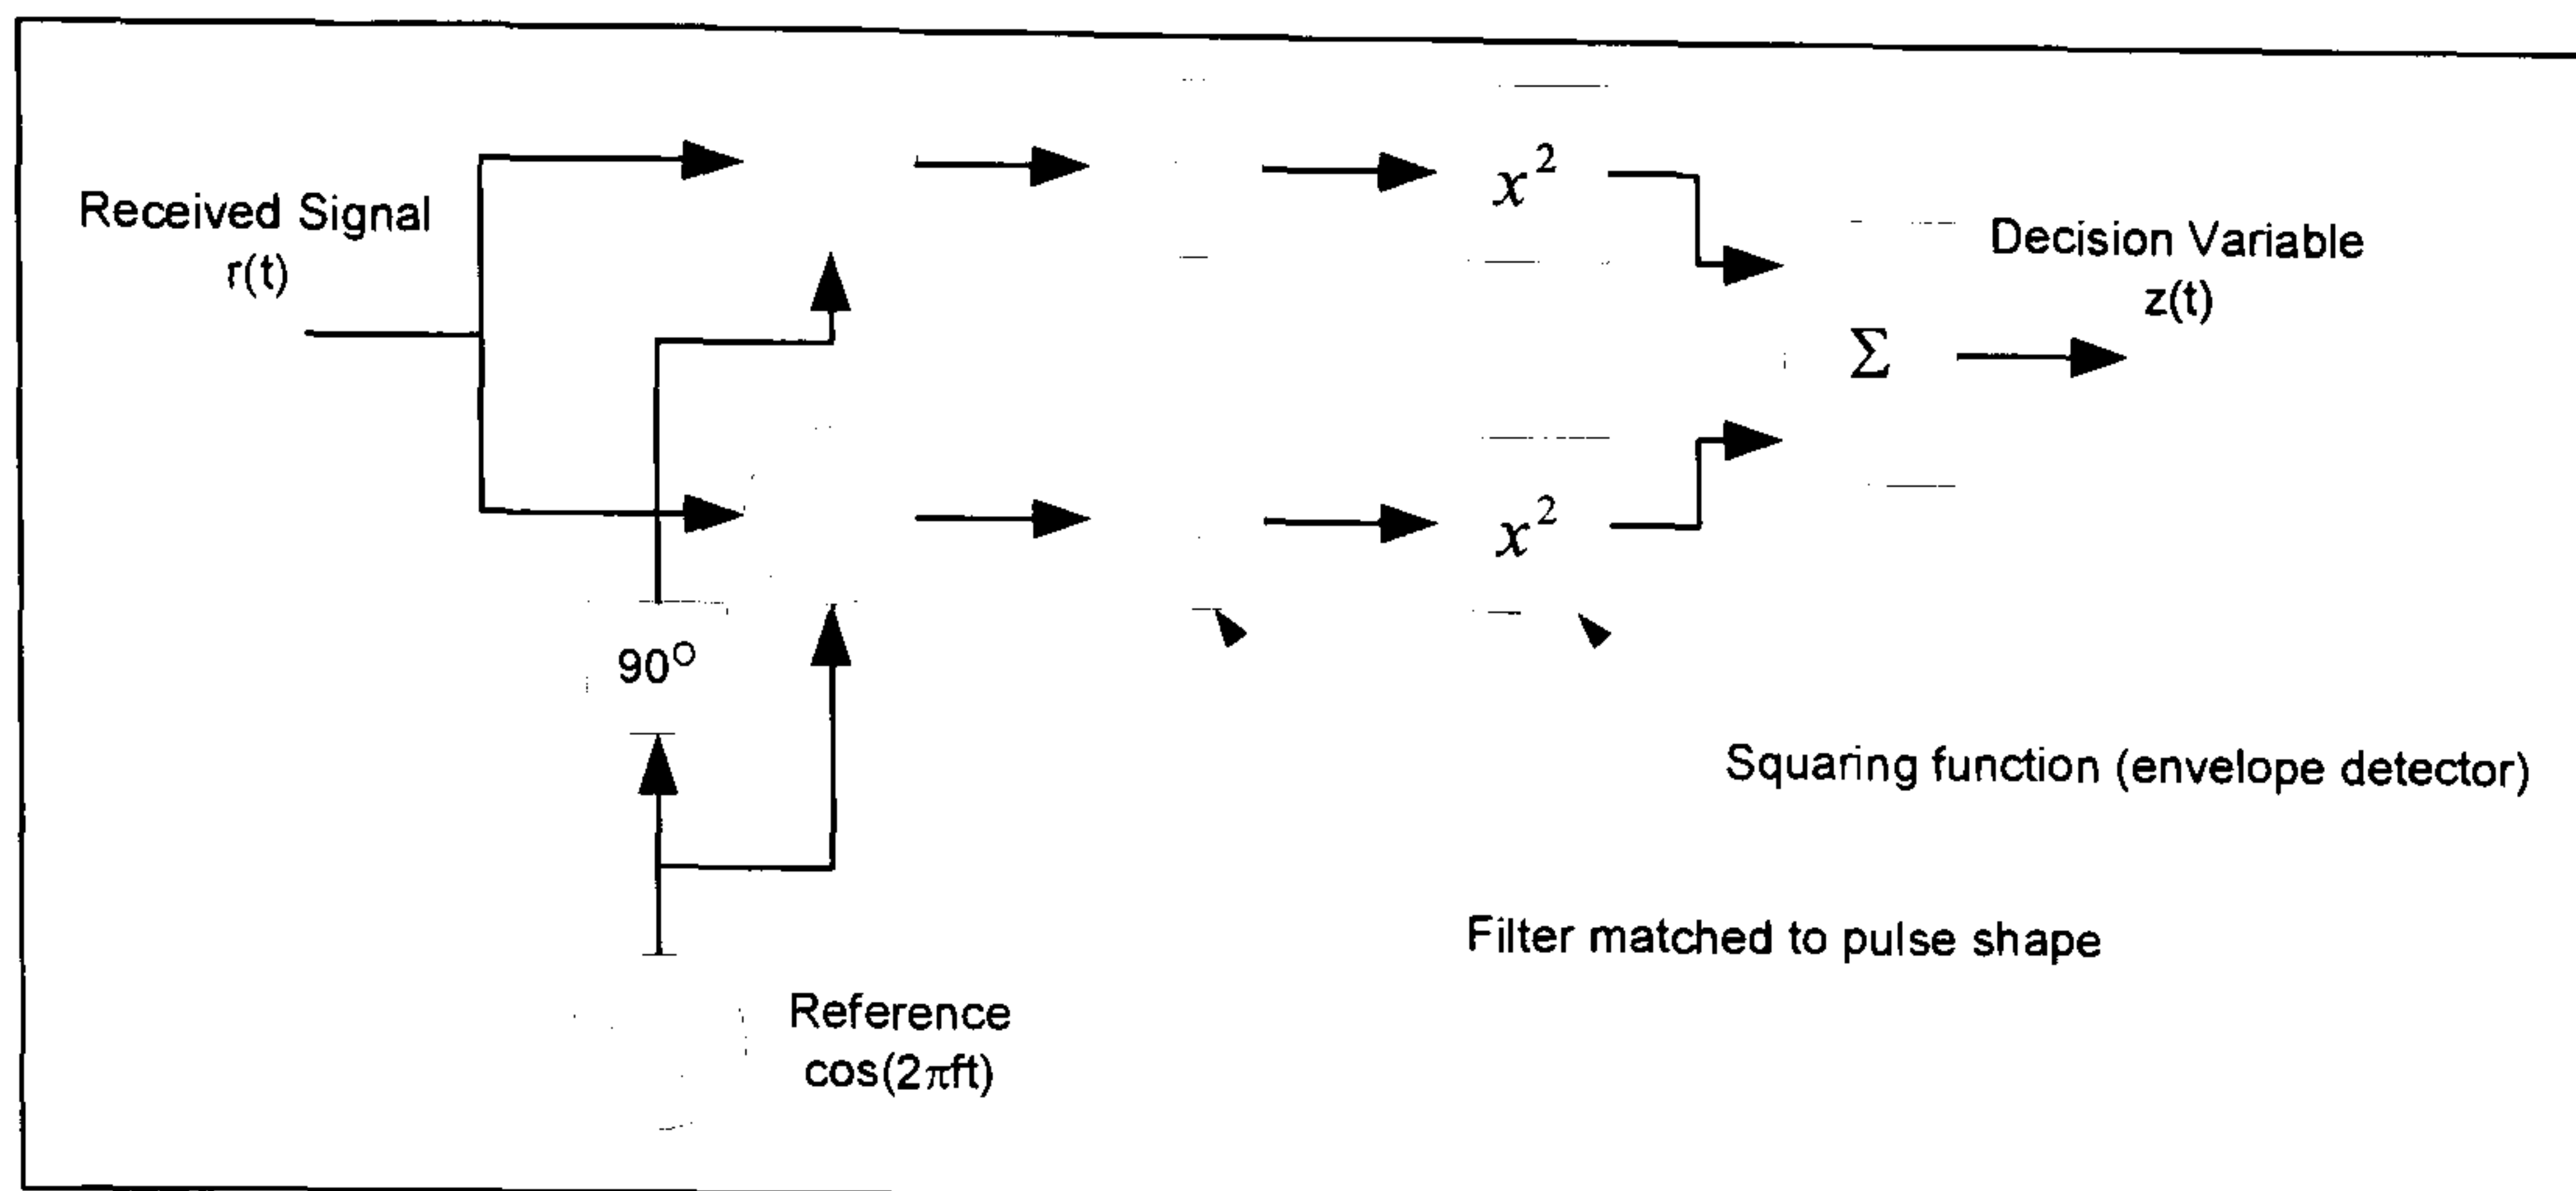 Received Signal
r(t)
x²
Decision Variable
z(t)
Σ
x²
90°
Squaring function (envelope detector)
Filter matched to pulse shape
Reference
cos(2πft)